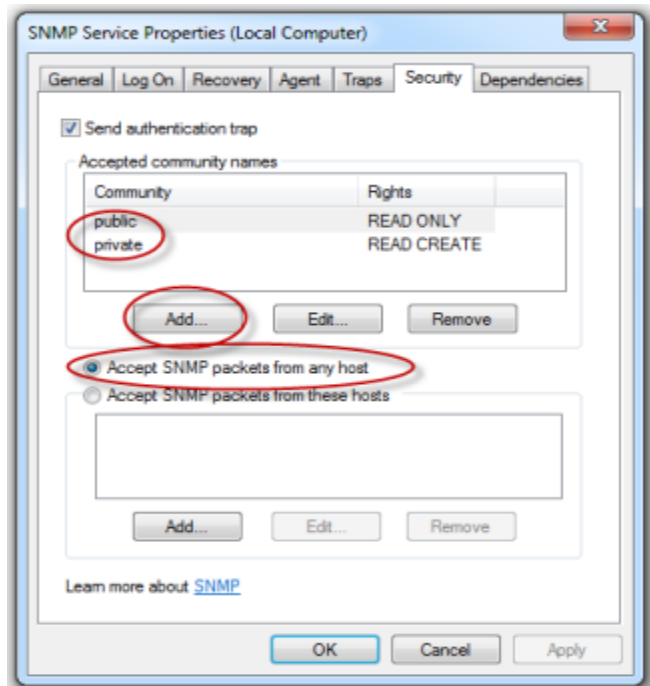 SNMP Service Properties (Local Computer)
General Log On Recovery Agent Traps Security Dependencies
Send authentication trap
Accepted community names
Community Rights
public READ ONLY
private READ CREATE
Add... Edit... Remove
Accept SNMP packets from any host
Accept SNMP packets from these hosts
Add... Edit... Remove
Learn more about SNMP
OK Cancel Apply